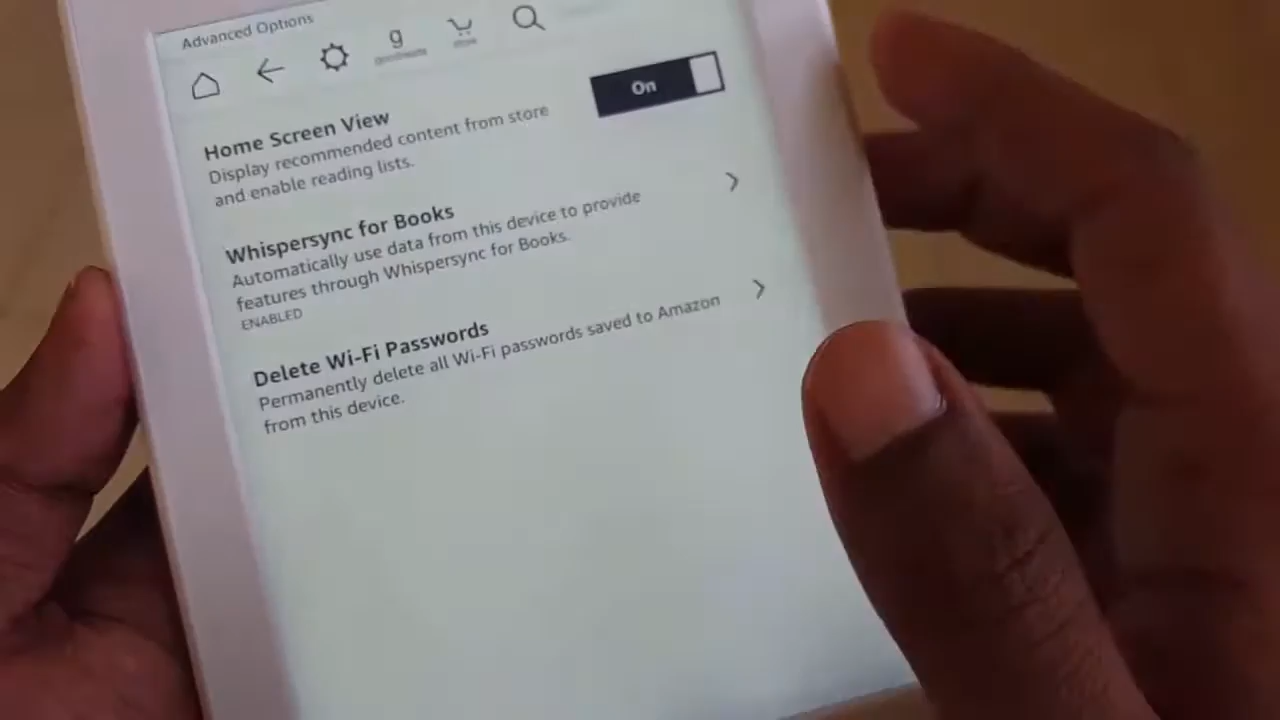 Advanced Options
g
goodreads
store
Home Screen View
On
Display recommended content from store
and enable reading lists.
Whispersync for Books
Automatically use data from this device to provide
features through Whispersync for Books.
ENABLED
Delete Wi-Fi Passwords
Permanently delete all Wi-Fi passwords saved to Amazon
from this device.